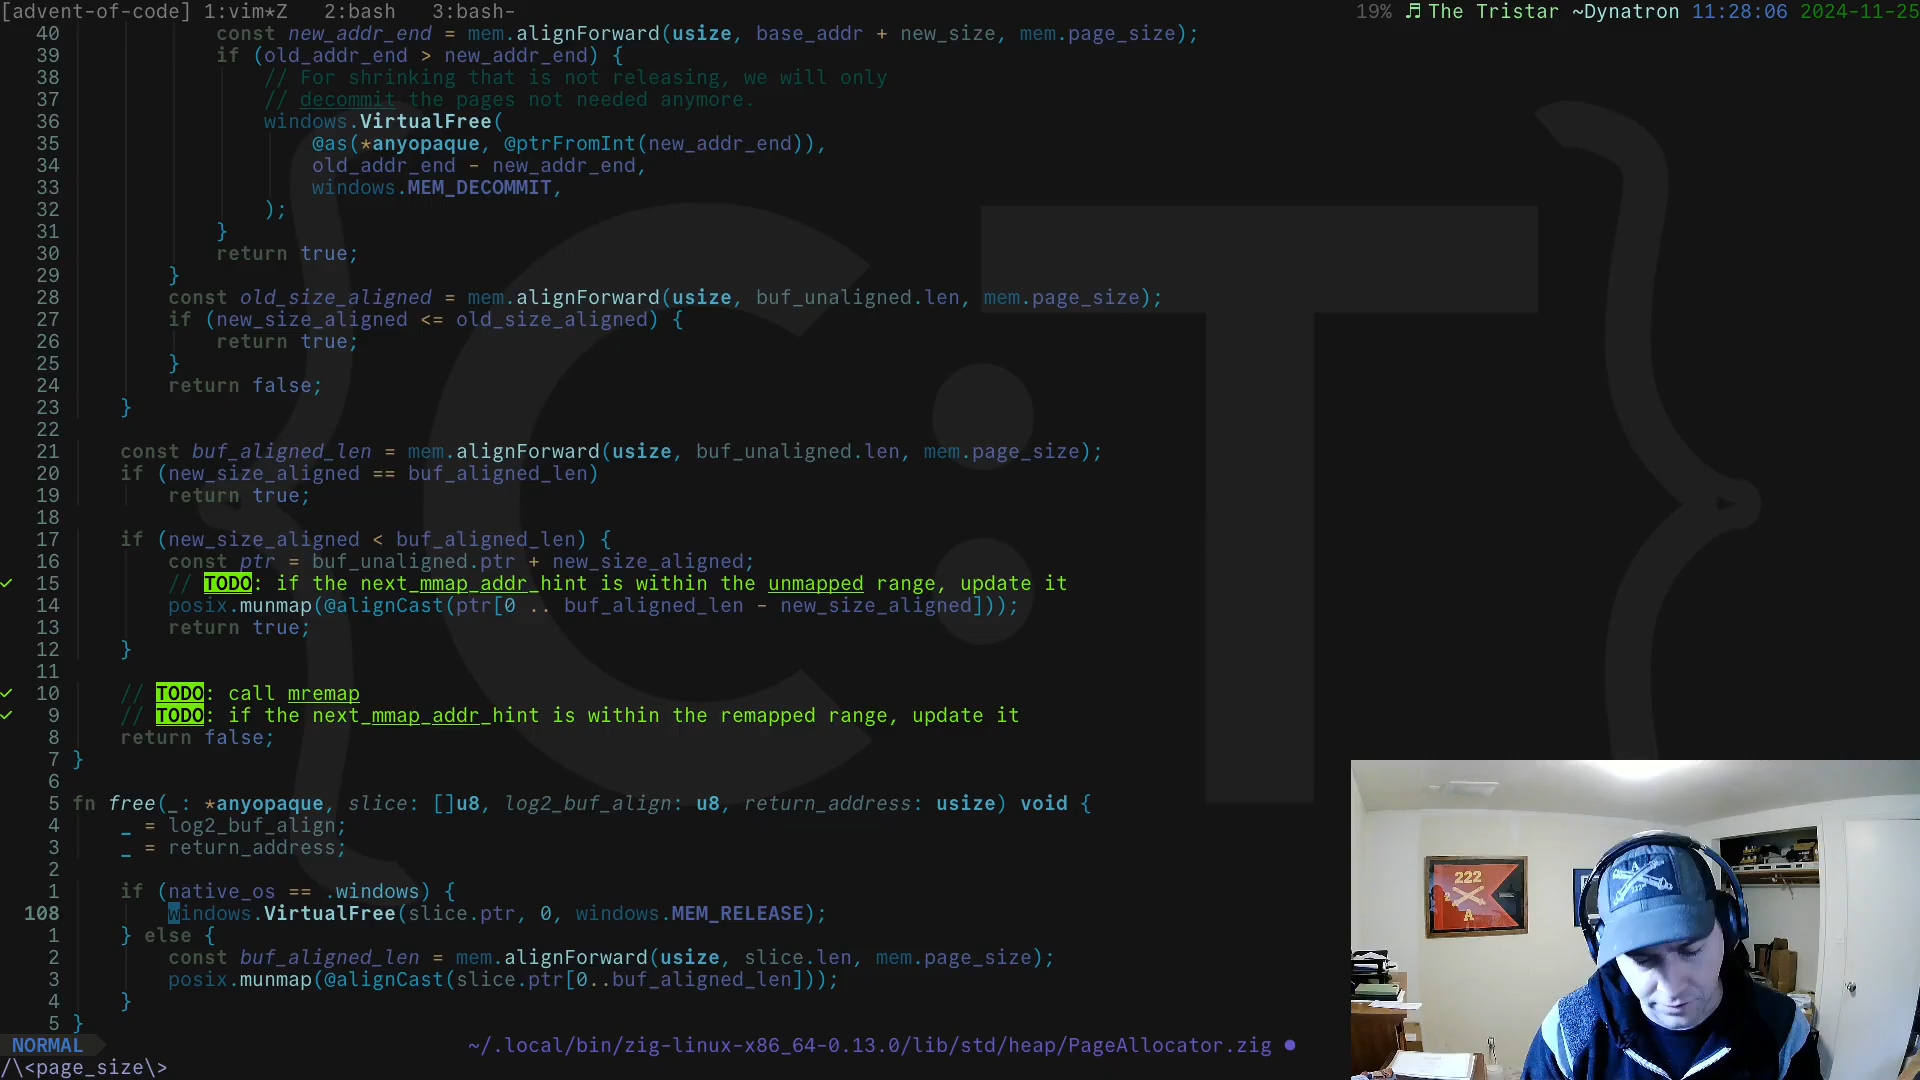 [advent-of-code] 1:vim*Z 2:bash 3:bash- 19% ♬ The Tristar ~Dynatron 11:28:06 2024-11-25
40 const new_addr_end = mem.alignForward(usize, base_addr + new_size, mem.page_size);
39 if (old_addr_end > new_addr_end) {
38 // For shrinking that is not releasing, we will only
37 // decommit the pages not needed anymore.
36 windows.VirtualFree(
35 @as(*anyopaque, @ptrFromInt(new_addr_end)),
34 old_addr_end - new_addr_end,
33 windows.MEM_DECOMMIT,
32 );
31 }
30 return true;
29 }
28 const old_size_aligned = mem.alignForward(usize, buf_unaligned.len, mem.page_size);
27 if (new_size_aligned <= old_size_aligned) {
26 return true;
25 }
24 return false;
23 }
22
21 const buf_aligned_len = mem.alignForward(usize, buf_unaligned.len, mem.page_size);
20 if (new_size_aligned == buf_aligned_len)
19 return true;
18
17 if (new_size_aligned < buf_aligned_len) {
16 const ptr = buf_unaligned.ptr + new_size_aligned;
✓ 15 // TODO: if the next_mmap_addr_hint is within the unmapped range, update it
14 posix.munmap(@alignCast(ptr[0 .. buf_aligned_len - new_size_aligned]));
13 return true;
12 }
11
✓ 10 // TODO: call mremap
✓ 9 // TODO: if the next_mmap_addr_hint is within the remapped range, update it
8 return false;
7 }
6
5 fn free(_: *anyopaque, slice: []u8, log2_buf_align: u8, return_address: usize) void {
4 _ = log2_buf_align;
3 _ = return_address;
2
1 if (native_os == .windows) {
108 windows.VirtualFree(slice.ptr, 0, windows.MEM_RELEASE);
1 } else {
2 const buf_aligned_len = mem.alignForward(usize, slice.len, mem.page_size);
3 posix.munmap(@alignCast(slice.ptr[0..buf_aligned_len]));
4 }
5 }
NORMAL ~/.local/bin/zig-linux-x86_64-0.13.0/lib/std/heap/PageAllocator.zig ●
/\<page_size\>
{C:T}
222
2
A
A
222